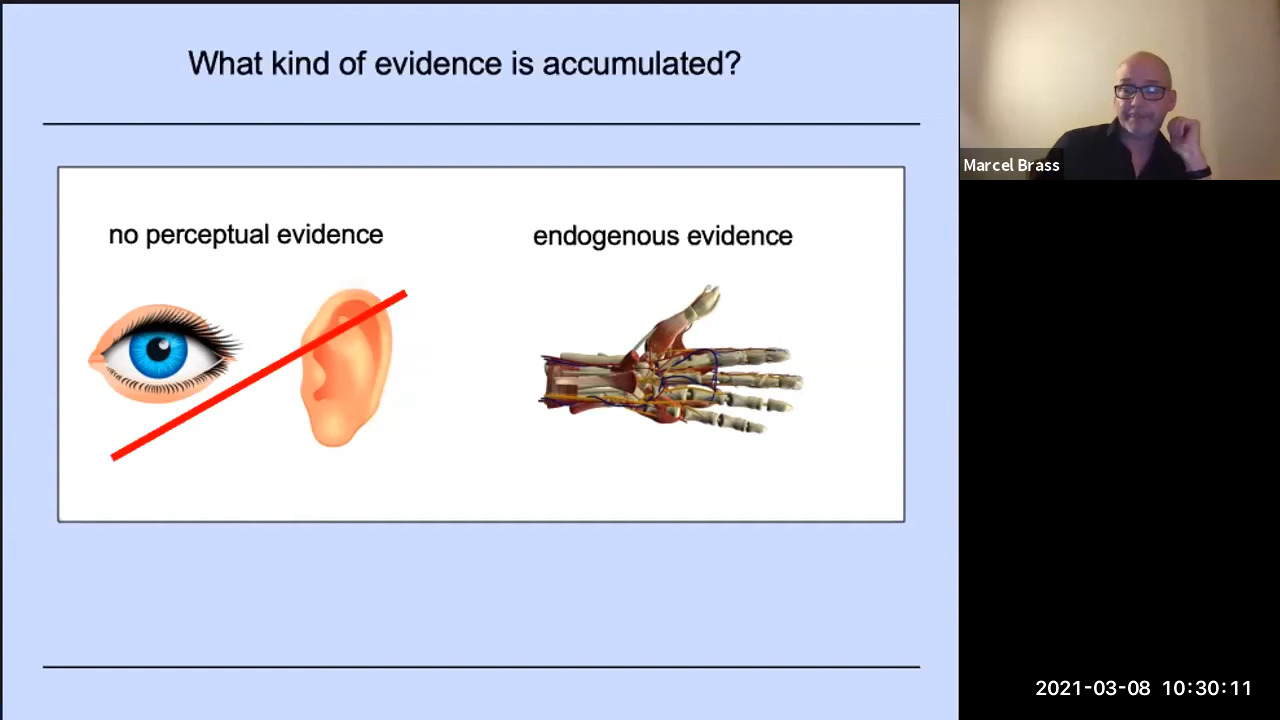 What kind of evidence is accumulated?
no perceptual evidence
endogenous evidence
Marcel Brass
2021-03-08 10:30:11